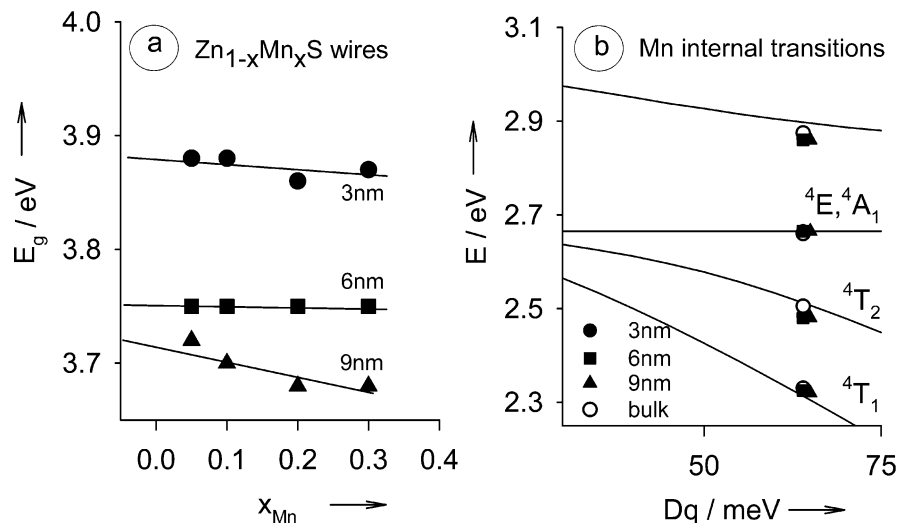 a
Zn1-xMnxS wires
Eg / eV
4.0
3.9
3.8
3.7
3nm
6nm
9nm
0.0 0.1 0.2 0.3 0.4
xMn
b
Mn internal transitions
E / eV
3.1
2.9
2.7
2.5
2.3
4E,4A1
4T2
4T1
3nm
6nm
9nm
bulk
50 75
Dq / meV